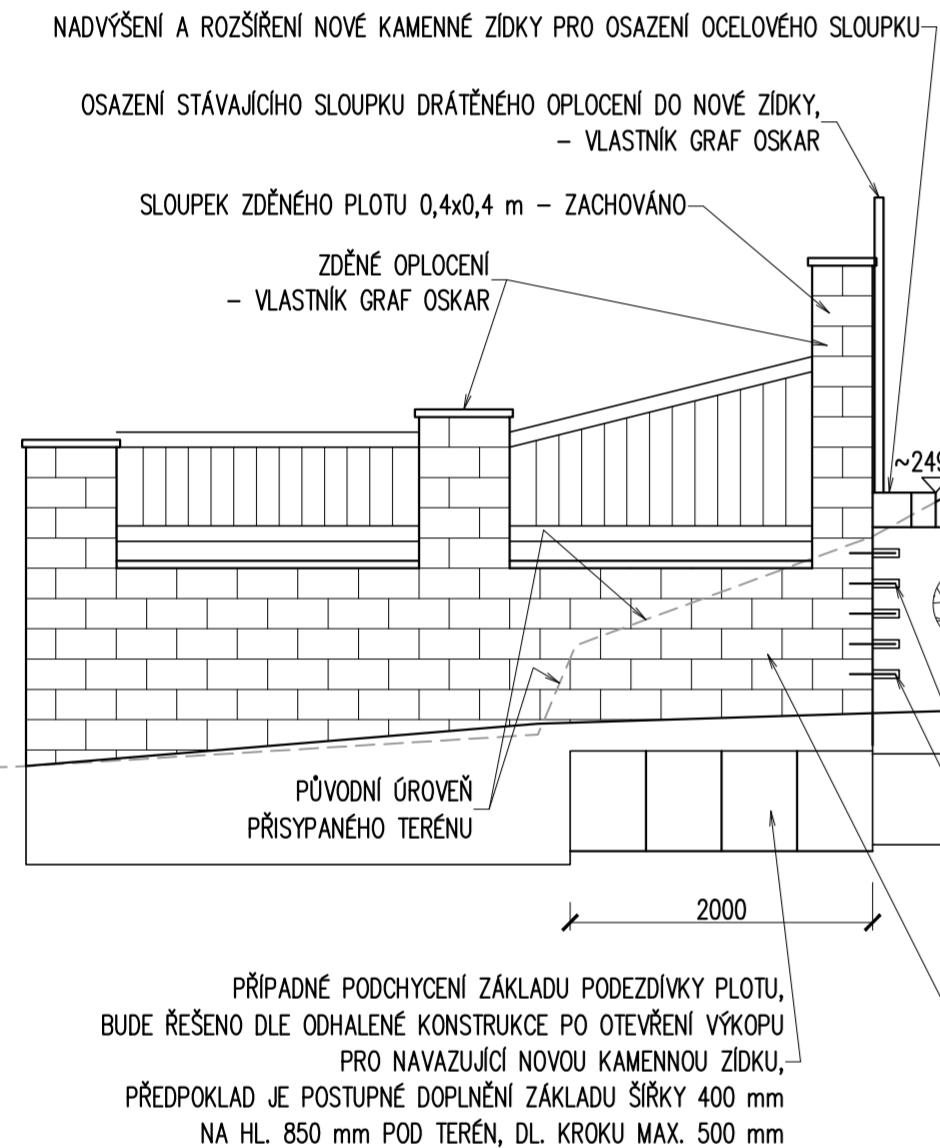 NADVÝŠENÍ A ROZŠÍŘENÍ NOVÉ KAMENNÉ ZÍDKY PRO OSAZENÍ OCELOVÉHO SLOUPKU
OSAZENÍ STÁVAJÍCÍHO SLOUPKU DRÁTĚNÉHO OPLOCENÍ DO NOVÉ ZÍDKY,
– VLASTNÍK GRAF OSKAR
SLOUPEK ZDĚNÉHO PLOTU 0,4x0,4 m – ZACHOVÁNO
ZDĚNÉ OPLOCENÍ
– VLASTNÍK GRAF OSKAR
~249
PŮVODNÍ ÚROVEŇ
PŘISYPANÉHO TERÉNU
2000
PŘÍPADNÉ PODCHYCENÍ ZÁKLADU PODEZDÍVKY PLOTU,
BUDE ŘEŠENO DLE ODHALENÉ KONSTRUKCE PO OTEVŘENÍ VÝKOPU
PRO NAVAZUJÍCÍ NOVOU KAMENNOU ZÍDKU,
PŘEDPOKLAD JE POSTUPNÉ DOPLNĚNÍ ZÁKLADU ŠÍŘKY 400 mm
NA HL. 850 mm POD TERÉN, DL. KROKU MAX. 500 mm